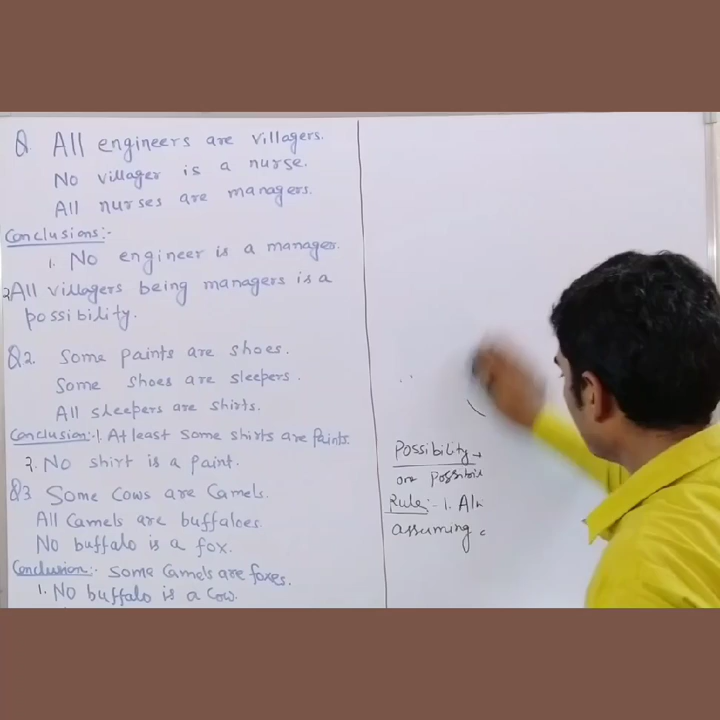 Q All engineers are villagers.
No villager is a nurse.
All nurses are managers.
Conclusions:-
1. No engineer is a manager.
2. All villagers being managers is a
possibility.
Q2. Some paints are shoes.
Some shoes are sleepers.
All sleepers are shirts.
Conclusion:- 1. At least some shirts are Paints.
2. No shirt is a paint.
Q3 Some Cows are Camels.
All Camels are buffaloes.
No buffalo is a fox.
Conclusion:- Some Camels are foxes.
1. No buffalo is a Cow.
Possibility →
or
Rule:- 1.
assuming